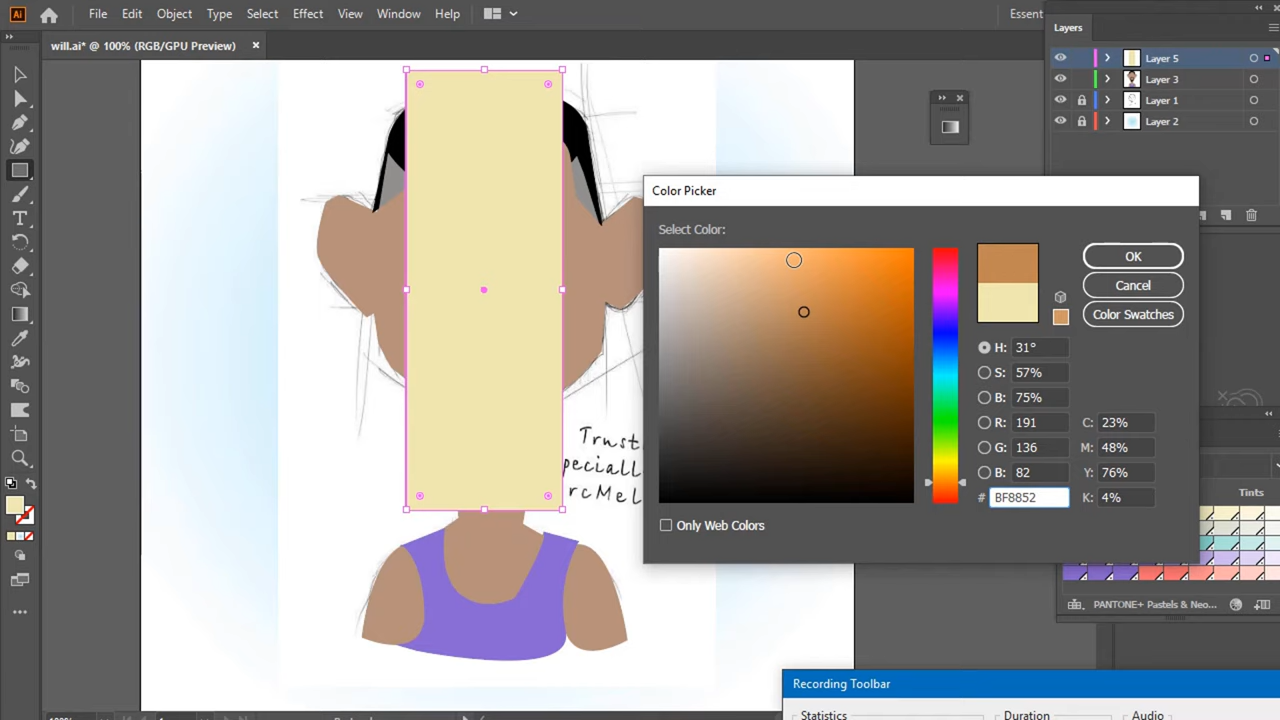 Ai File Edit Object Type Select Effect View Window Help Essent
will.ai* @ 100% (RGB/GPU Preview) ×
Layers
Layer 5
Layer 3
Layer 1
Layer 2
Color Picker
Select Color:
OK
Cancel
Color Swatches
H: 31°
S: 57%
B: 75%
R: 191 C: 23%
G: 136 M: 48%
B: 82 Y: 76%
# BF8852 K: 4%
Only Web Colors
Trust
peciall
rcMel
Tints
PANTONE+ Pastels & Neo...
Recording Toolbar
Statistics Duration Audio